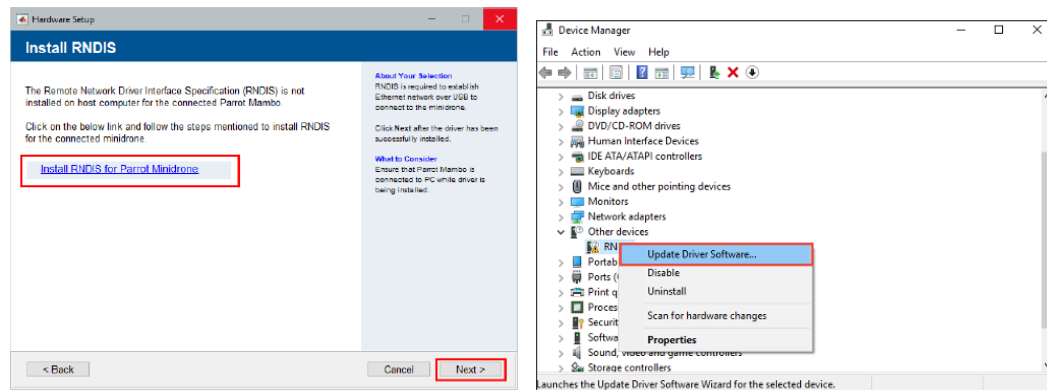 Hardware Setup
Install RNDIS
The Remote Network Driver Interface Specification (RNDIS) is not
installed on host computer for the connected Parrot Mambo.
Click on the below link and follow the steps mentioned to install RNDIS
for the connected minidrone.
Install RNDIS for Parrot Minidrone
About Your Selection
RNDIS is required to establish
Ethernet network over USB to
connect to the minidrone.
Click Next after the driver has been
successfully installed.
What to Consider
Ensure that Parrot Mambo is
connected to PC while driver is
being installed.
< Back
Cancel
Next >
Device Manager
File Action View Help
Disk drives
Display adapters
DVD/CD-ROM drives
Human Interface Devices
IDE ATA/ATAPI controllers
Keyboards
Mice and other pointing devices
Monitors
Network adapters
Other devices
RN
Portab
Ports (
Print q
Proces
Securit
Softwa
Sound, video and game controllers
Storage controllers
Update Driver Software...
Disable
Uninstall
Scan for hardware changes
Properties
Launches the Update Driver Software Wizard for the selected device.